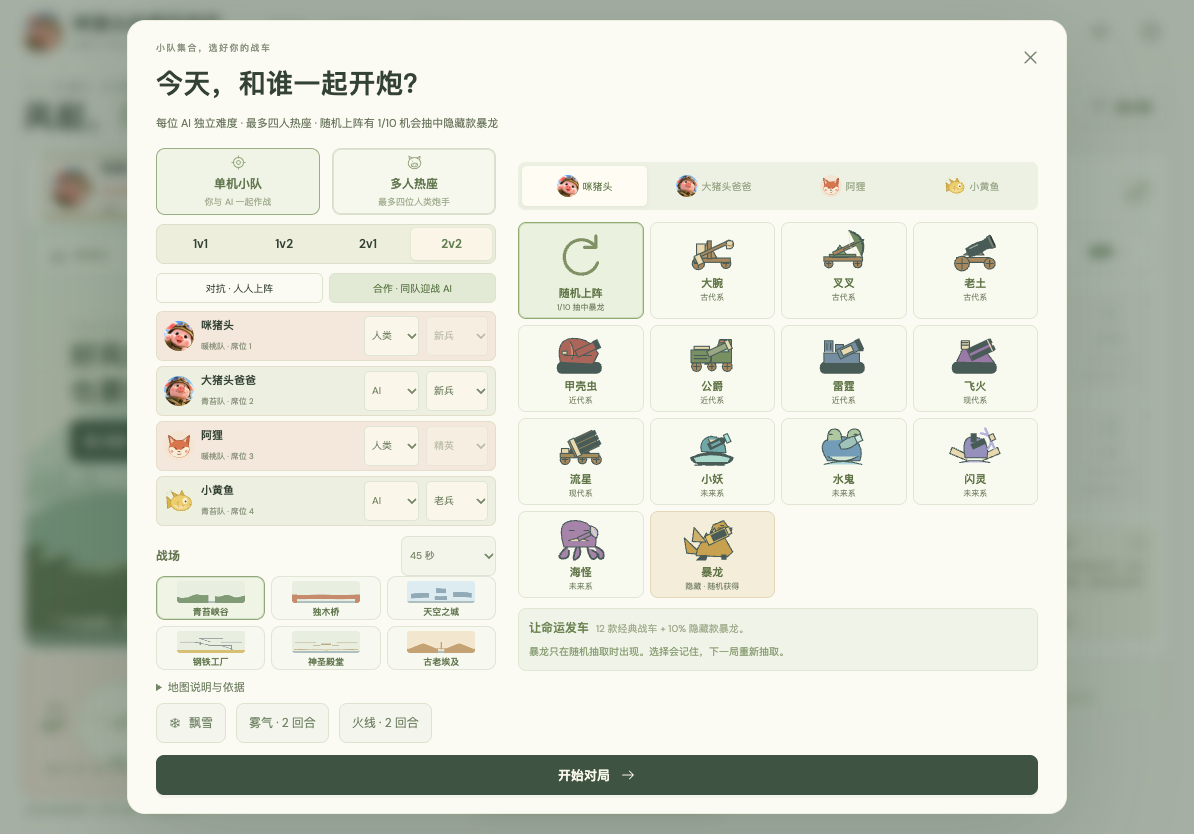 小队集合，选好你的战车
今天，和谁一起开炮?
每位 AI 独立难度 · 最多四人热座 · 随机上阵有 1/10 机会抽中隐藏款暴龙
单机小队
你与 AI 一起作战
多人热座
最多四位人类炮手
1v1
1v2
2v1
2v2
对抗 · 人人上阵
合作 · 同队迎战 AI
咪猪头
暖桃队 · 席位 1
人类
新兵
大猪头爸爸
青苔队 · 席位 2
AI
新兵
阿狸
暖桃队 · 席位 3
人类
精英
小黄鱼
青苔队 · 席位 4
AI
老兵
战场
45 秒
青苔峡谷
独木桥
天空之城
钢铁工厂
神圣殿堂
古老埃及
地图说明与依据
飘雪
雾气 · 2 回合
火线 · 2 回合
咪猪头
大猪头爸爸
阿狸
小黄鱼
随机上阵
1/10 抽中暴龙
大腕
古代系
叉叉
古代系
老土
古代系
甲壳虫
近代系
公爵
近代系
雷霆
近代系
飞火
现代系
流星
现代系
小妖
未来系
水鬼
未来系
闪灵
未来系
海怪
未来系
暴龙
隐藏 · 随机获得
让命运发车 12 款经典战车 + 10% 隐藏款暴龙。
暴龙只在随机抽取时出现。选择会记住，下一局重新抽取。
开始对局 →